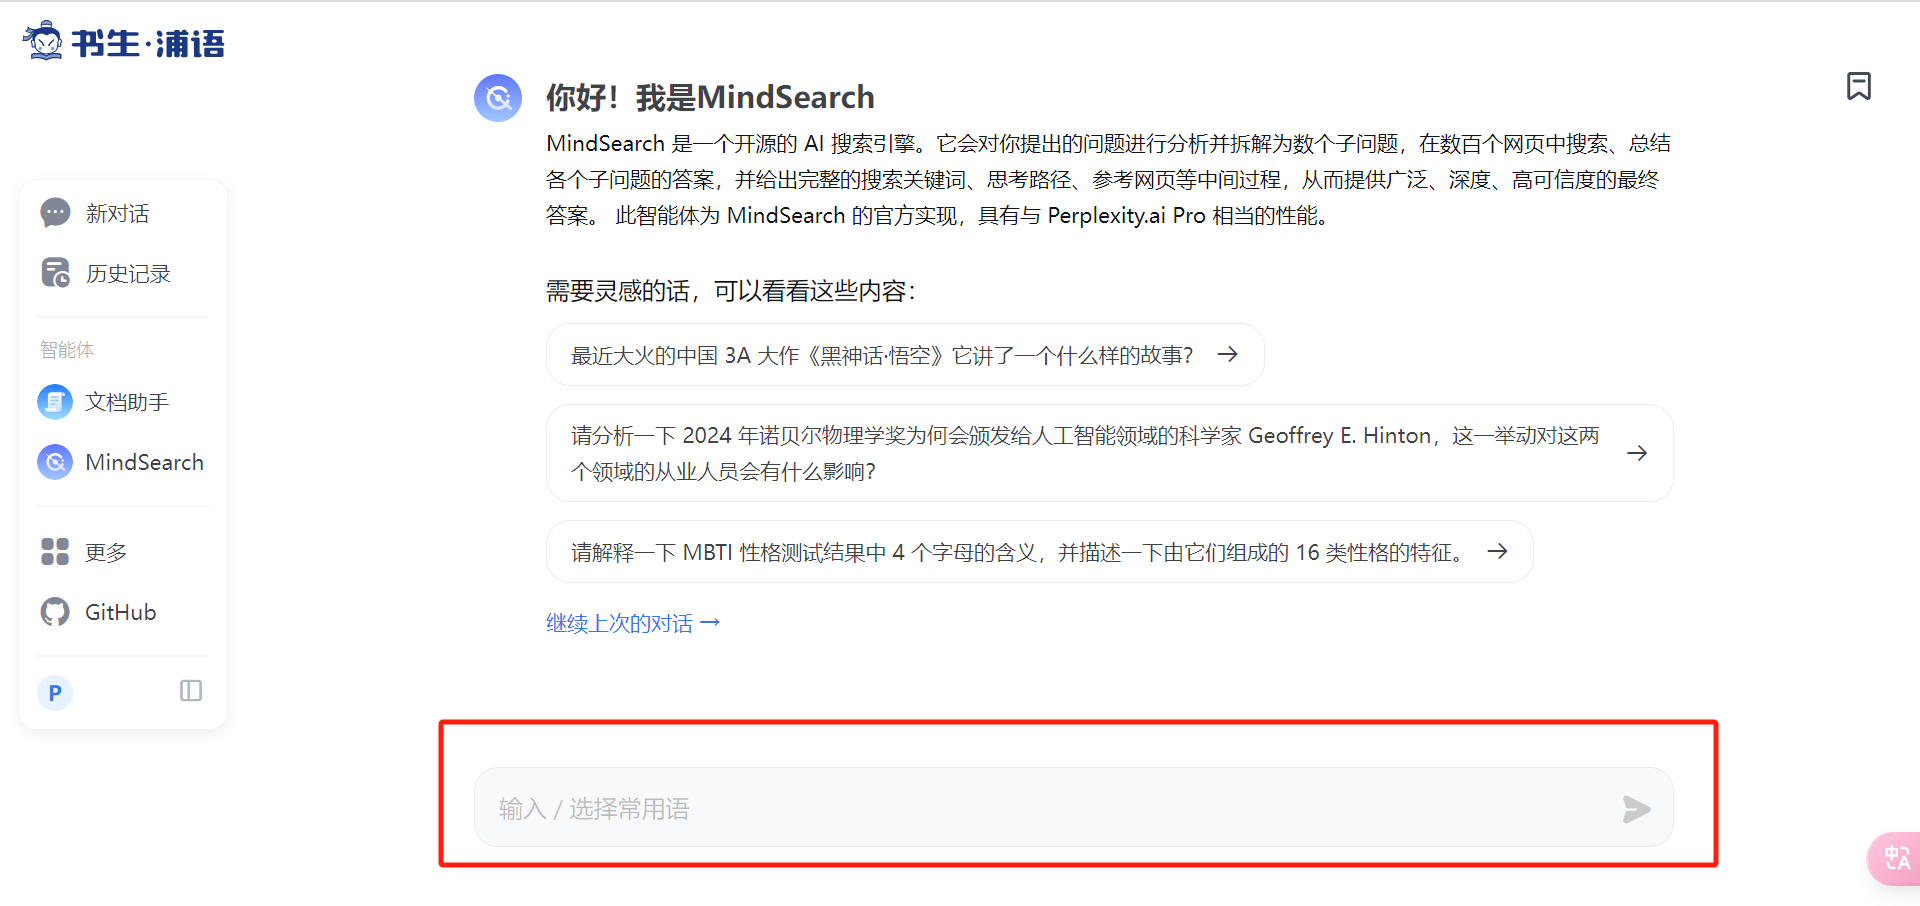 书生·浦语
新对话
历史记录
智能体
文档助手
MindSearch
更多
GitHub
P
你好！我是MindSearch
MindSearch 是一个开源的 AI 搜索引擎。它会对你提出的问题进行分析并拆解为数个子问题，在数百个网页中搜索、总结
各个子问题的答案，并给出完整的搜索关键词、思考路径、参考网页等中间过程，从而提供广泛、深度、高可信度的最终
答案。 此智能体为 MindSearch 的官方实现，具有与 Perplexity.ai Pro 相当的性能。
需要灵感的话，可以看看这些内容：
最近大火的中国 3A 大作《黑神话·悟空》它讲了一个什么样的故事？ →
请分析一下 2024 年诺贝尔物理学奖为何会颁发给人工智能领域的科学家 Geoffrey E. Hinton，这一举动对这两
个领域的从业人员会有什么影响？ →
请解释一下 MBTI 性格测试结果中 4 个字母的含义，并描述一下由它们组成的 16 类性格的特征。 →
继续上次的对话 →
输入 / 选择常用语
中A